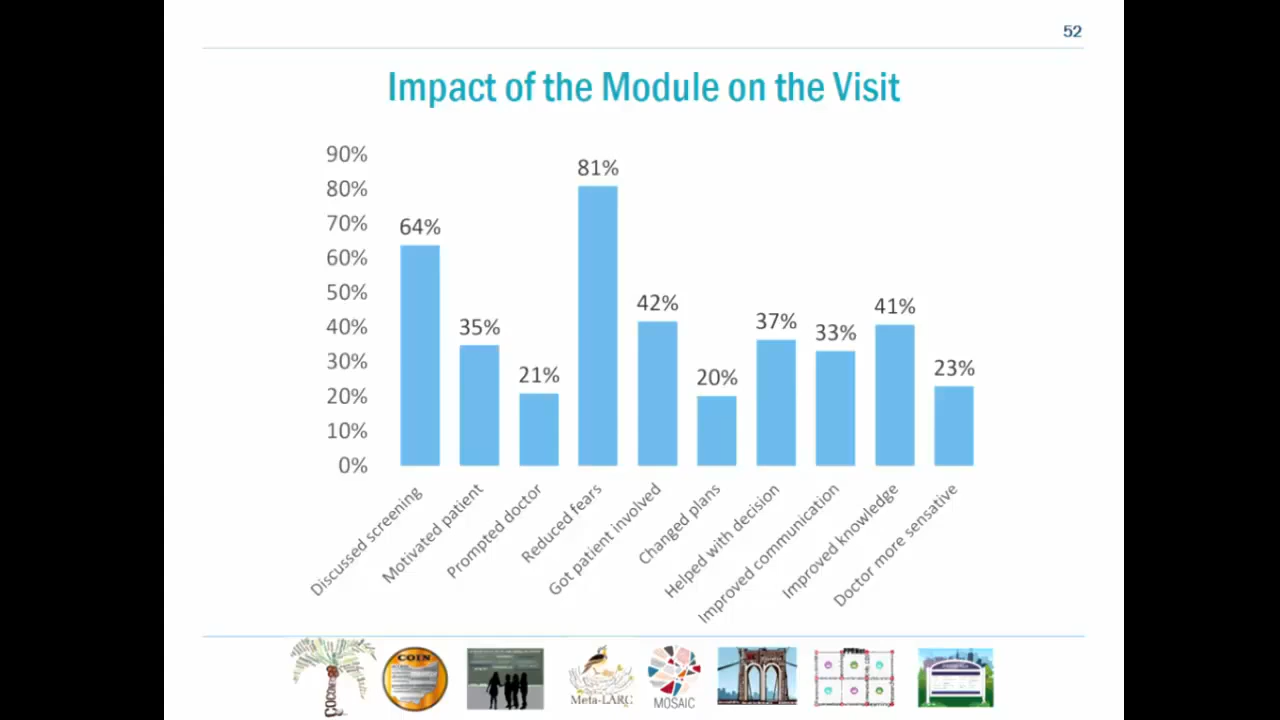 52
Impact of the Module on the Visit
90%
80%
70%
60%
50%
40%
30%
20%
10%
0%
64%
35%
21%
81%
42%
20%
37%
33%
41%
23%
Discussed screening
Motivated patient
Prompted doctor
Reduced fears
Got patient involved
Changed plans
Helped with decision
Improved communication
Improved knowledge
Doctor more sensative
COIN
Meta-LARC
MOSAIC